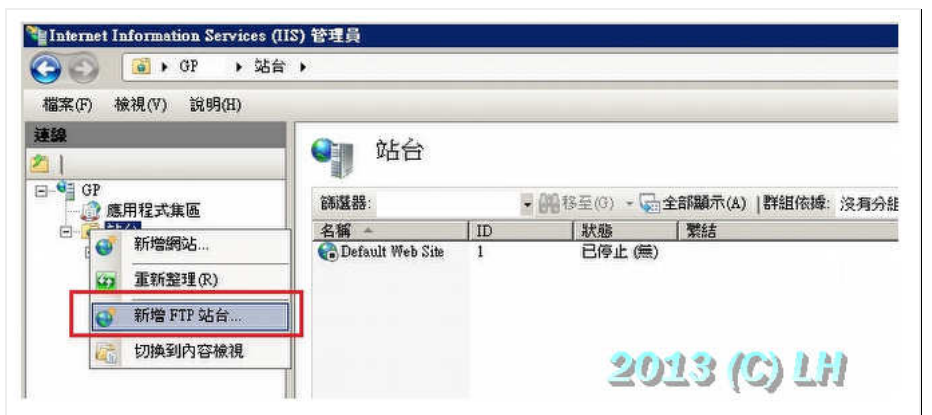 Internet Information Services (IIS) 管理員
GP 站台
檔案(F) 檢視(V) 說明(H)
連線
站台
GP
應用程式集區
篩選器: 移至(G) 全部顯示(A) 群組依據: 沒有分組
名稱 ID 狀態 繫結
Default Web Site 1 已停止 (無)
新增網站...
重新整理(R)
新增 FTP 站台...
切換到內容檢視
2013 (C) LH